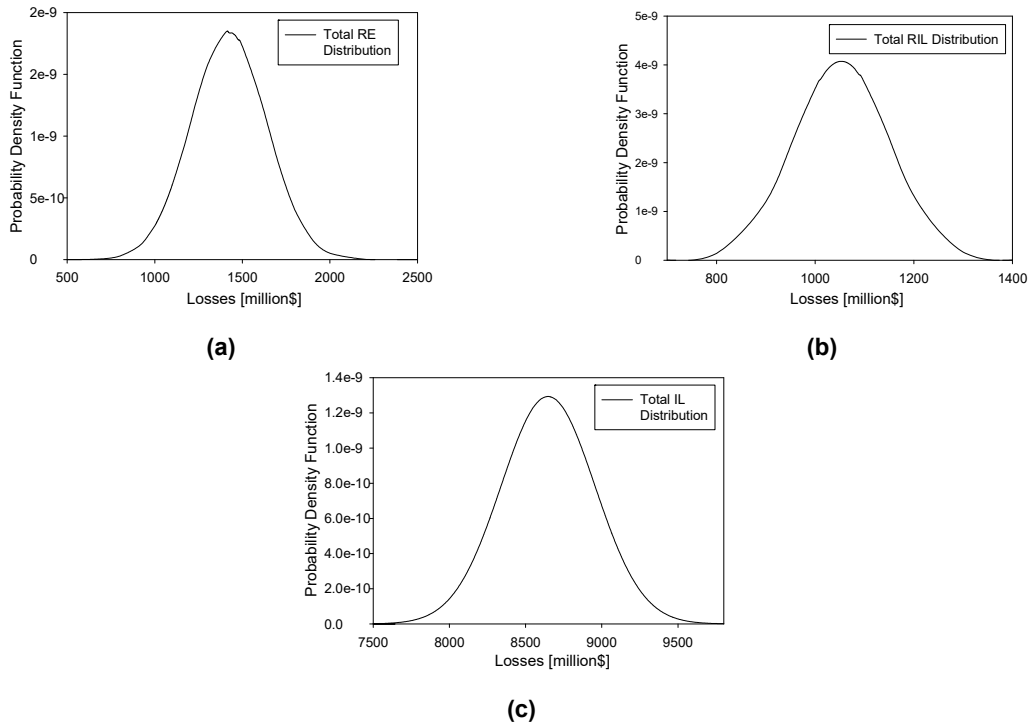 2e-9
2e-9
1e-9
5e-10
0
Probability Density Function
Total RE
Distribution
500 1000 1500 2000 2500
Losses [million$]
(a)
5e-9
4e-9
3e-9
2e-9
1e-9
0
Probability Density Function
Total RIL Distribution
800 1000 1200 1400
Losses [million$]
(b)
1.4e-9
1.2e-9
1.0e-9
8.0e-10
6.0e-10
4.0e-10
2.0e-10
0.0
Probability Density Function
Total IL
Distribution
7500 8000 8500 9000 9500
Losses [million$]
(c)